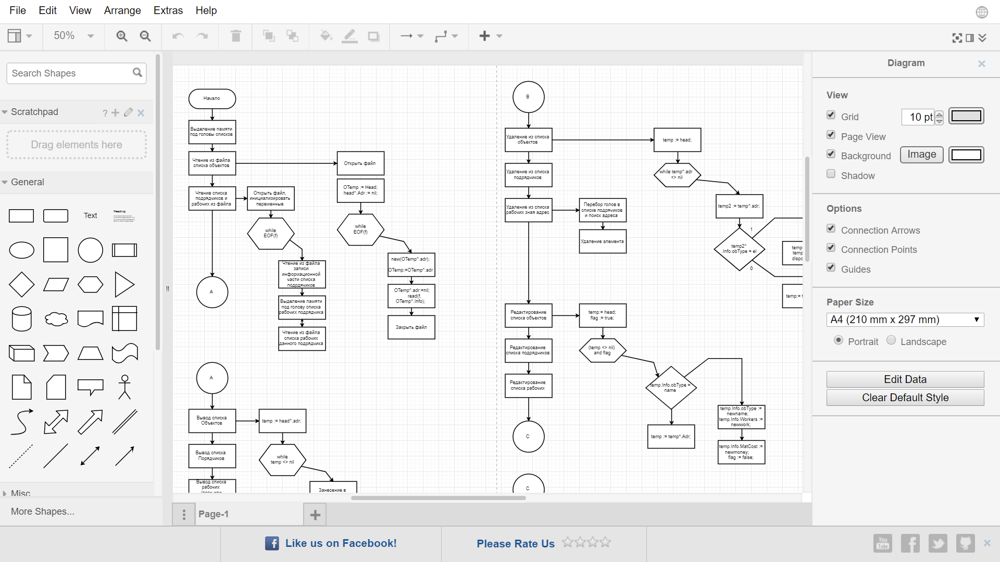 File Edit View Arrange Extras Help
50%
Search Shapes
Scratchpad
?
Drag elements here
General
Text
Heading
Misc
More Shapes...
Начало
Выделение памяти
под головы списков
Чтение из файла
списка объектов
Чтение списка
подрядчиков и
рабочих из файла
Открыть файл,
инициализировать
переменные
while
EOF(f)
Чтение из файла
записи
информационной
части списка
подрдячиков
Выделение памяти
под голову списка
рабочих подрядчика
Чтение из файла
списка рабочих
данного подрядчика
A
Открыть файл
OTemp := Head;
head^.Adr := nil;
while
EOF(f)
new(OTemp^.adr);
OTemp:=OTemp^.adr
OTemp^.adr:=nil;
read(f,
OTemp^.Info);
Закрыть файл
A
Вывод списка
Объектов
temp := head^.adr;
Вывод списка
Порядчиков
while
temp <> nil
Вывод списка
рабочих
(всех или
Занесение в
B
Удаление из списка
объектов
temp := head;
Удаление из списка
подрядчиков
while temp^.adr
<> nil
Удаление из списка
рабочих зная адрес
Перебор голов в
списке подрячиков
и поиск адреса
Удаление элемента
temp2 := temp^.adr;
1
temp2^
.Info.obType = el
0
temp
temp
dispo
temp:= t
Редактирование
списка объектов
temp:= head;
flag := true;
Редактирование
списка подрядчиков
(temp <> nil)
and flag
Редактирование
списка рабочих
temp.Info.obType =
name
temp.Info.obType :=
newname;
temp.Info.Workers :=
newwork;
C
temp := temp^.Adr;
temp.Info.MatCost :=
newmoney;
flag := false;
C
Page-1
Diagram
View
Grid 10 pt
Page View
Background Image
Shadow
Options
Connection Arrows
Connection Points
Guides
Paper Size
A4 (210 mm x 297 mm)
Portrait Landscape
Edit Data
Clear Default Style
Like us on Facebook!
Please Rate Us
You
Tube